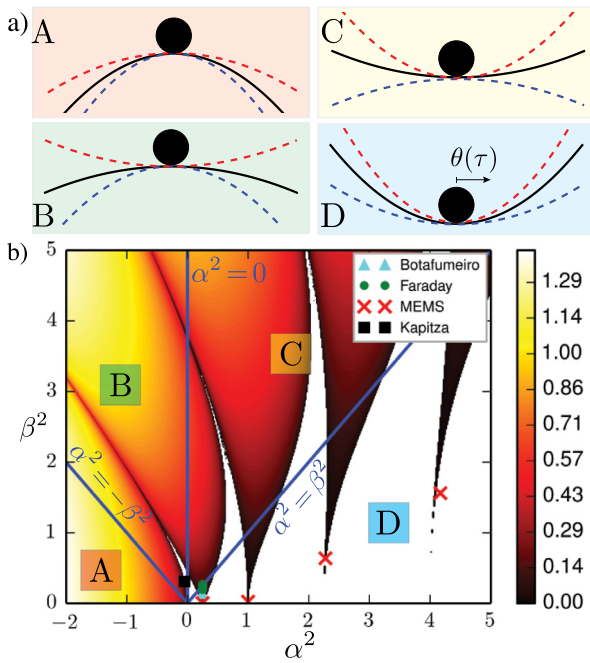 a)
A
C
B
D
θ(τ)
b)
5
4
3
2
1
0
β²
α² = 0
B
C
α² = −β²
α² = β²
A
D
Botafumeiro
Faraday
MEMS
Kapitza
−2
−1
0
1
2
3
4
5
α²
1.29
1.14
1.00
0.86
0.71
0.57
0.43
0.29
0.14
0.00